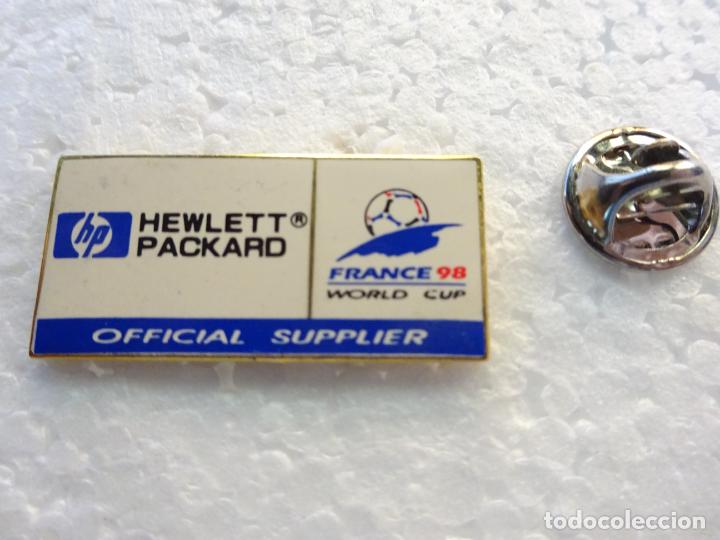 hp
HEWLETT®
PACKARD
FRANCE 98
WORLD CUP
OFFICIAL SUPPLIER
todocoleccion